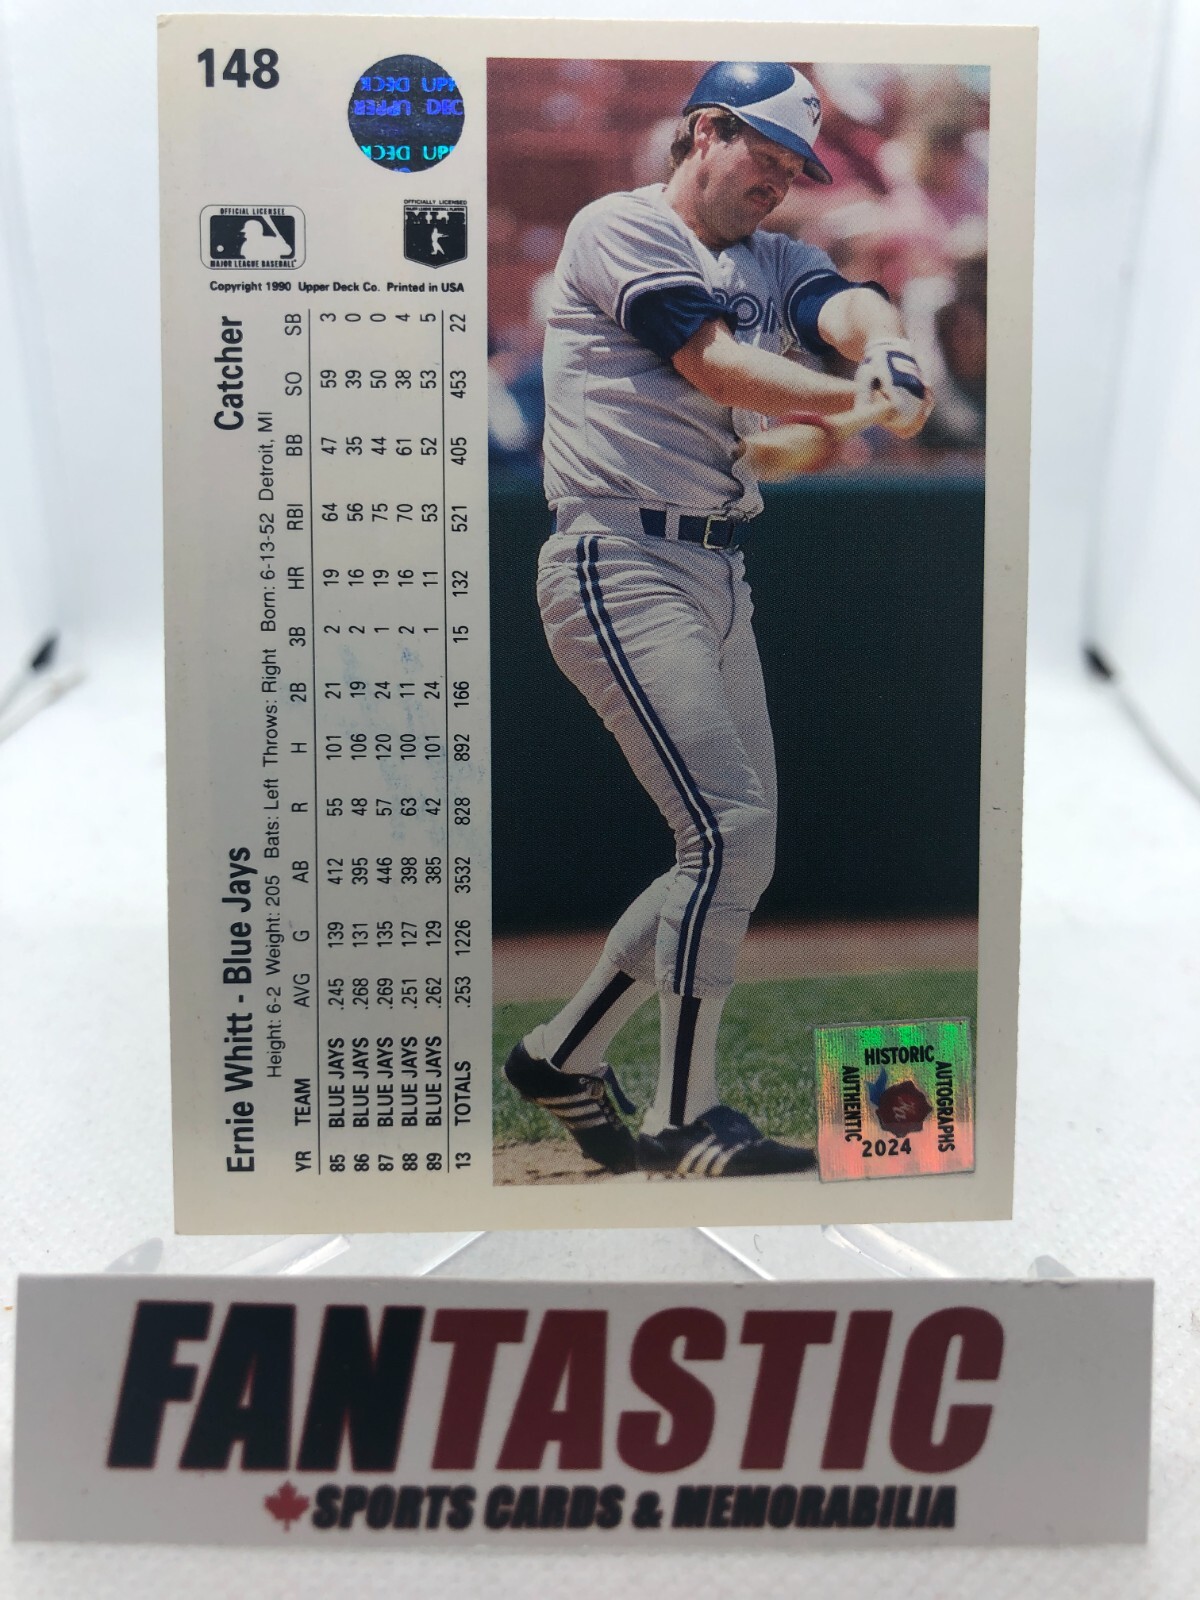 148
UPPER DECK
OFFICIAL LICENSEE
MAJOR LEAGUE BASEBALL
OFFICIALLY LICENSED
MAJOR LEAGUE BASEBALL PLAYERS
MLB
Copyright 1990 Upper Deck Co. Printed in USA
Ernie Whitt - Blue Jays Catcher
Height: 6-2 Weight: 205 Bats: Left Throws: Right Born: 6-13-52 Detroit, MI
YR TEAM AVG G AB R H 2B 3B HR RBI BB SO SB
85 BLUE JAYS .245 139 412 55 101 21 2 19 64 47 59 3
86 BLUE JAYS .268 131 395 48 106 19 2 16 56 35 39 0
87 BLUE JAYS .269 135 446 57 120 24 1 19 75 44 50 0
88 BLUE JAYS .251 127 398 63 100 11 2 16 70 61 38 4
89 BLUE JAYS .262 129 385 42 101 24 1 11 53 52 53 5
13 TOTALS .253 1226 3532 828 892 166 15 132 521 405 453 22
HISTORIC
AUTOGRAPHS
AUTHENTIC
2024
FANTASTIC
SPORTS CARDS & MEMORABILIA